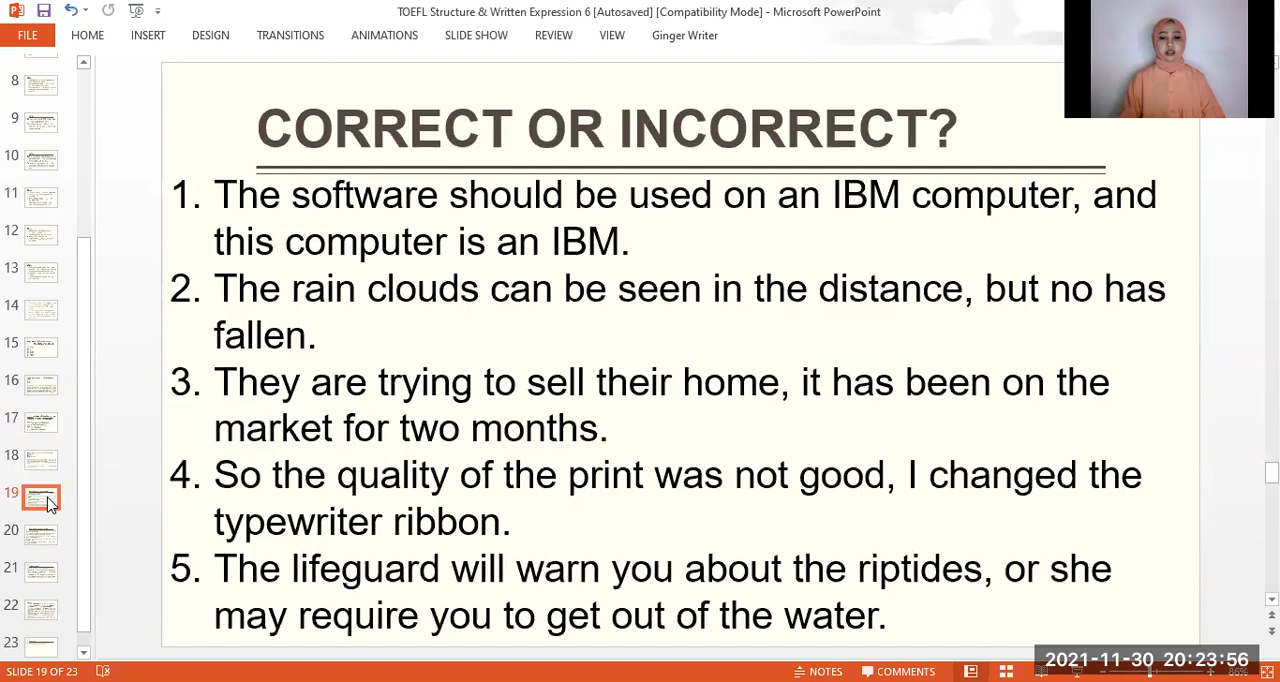 TOEFL Structure & Written Expression 6 [Autosaved] [Compatibility Mode] - Microsoft PowerPoint
FILE HOME INSERT DESIGN TRANSITIONS ANIMATIONS SLIDE SHOW REVIEW VIEW Ginger Writer
8
9
10
11
12
13
14
15
16
17
18
19
20
21
22
23
CORRECT OR INCORRECT?
1. The software should be used on an IBM computer, and
this computer is an IBM.
2. The rain clouds can be seen in the distance, but no has
fallen.
3. They are trying to sell their home, it has been on the
market for two months.
4. So the quality of the print was not good, I changed the
typewriter ribbon.
5. The lifeguard will warn you about the riptides, or she
may require you to get out of the water.
2021-11-30 20:23:56
SLIDE 19 OF 23 NOTES COMMENTS 86%